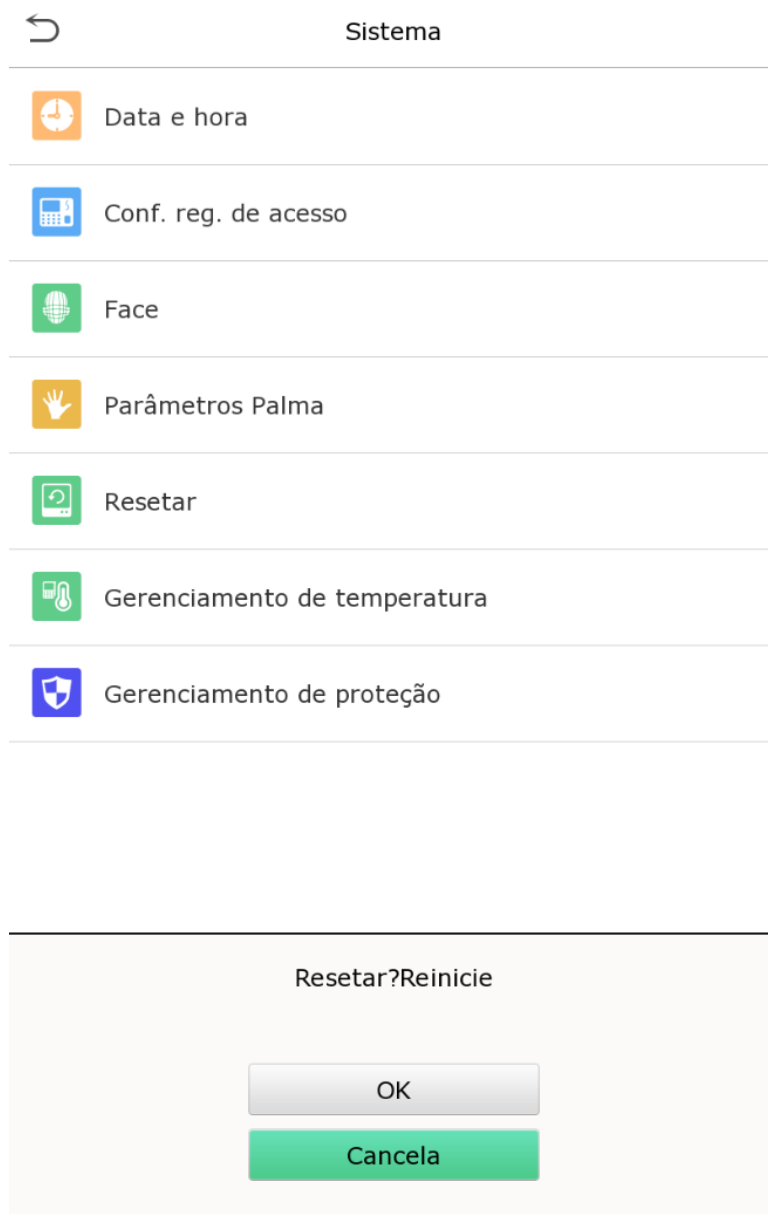 Sistema
Data e hora
Conf. reg. de acesso
Face
Parâmetros Palma
Resetar
Gerenciamento de temperatura
Gerenciamento de proteção
Resetar?Reinicie
OK
Cancela